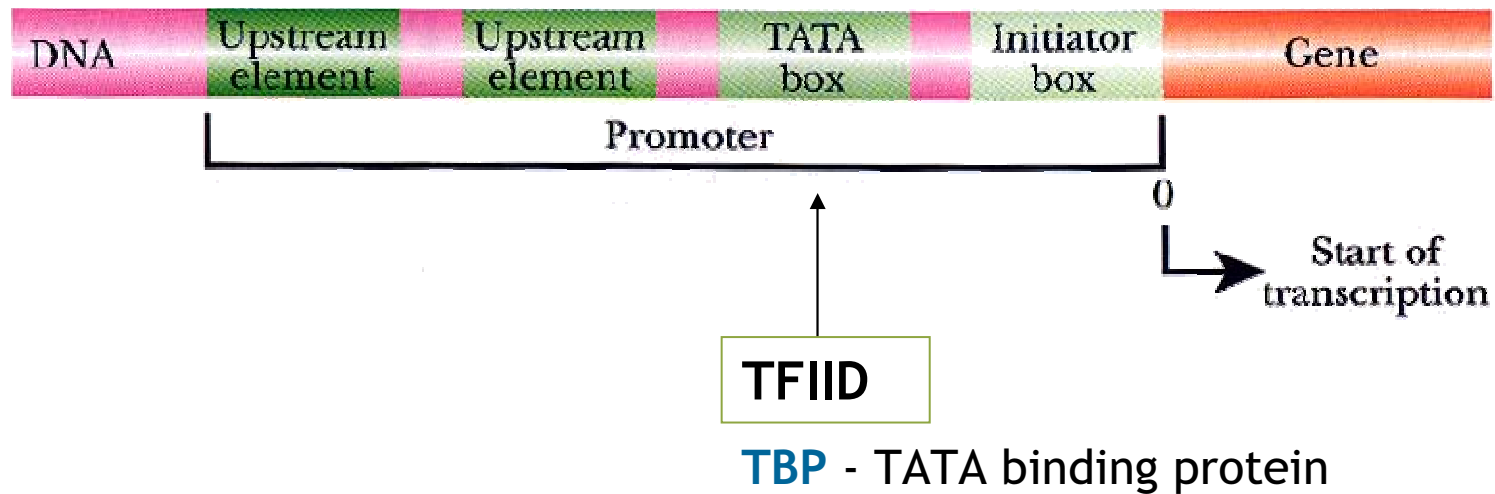 DNA
Upstream
element
Upstream
element
TATA
box
Initiator
box
Gene
Promoter
0
Start of
transcription
TFIID
TBP - TATA binding protein